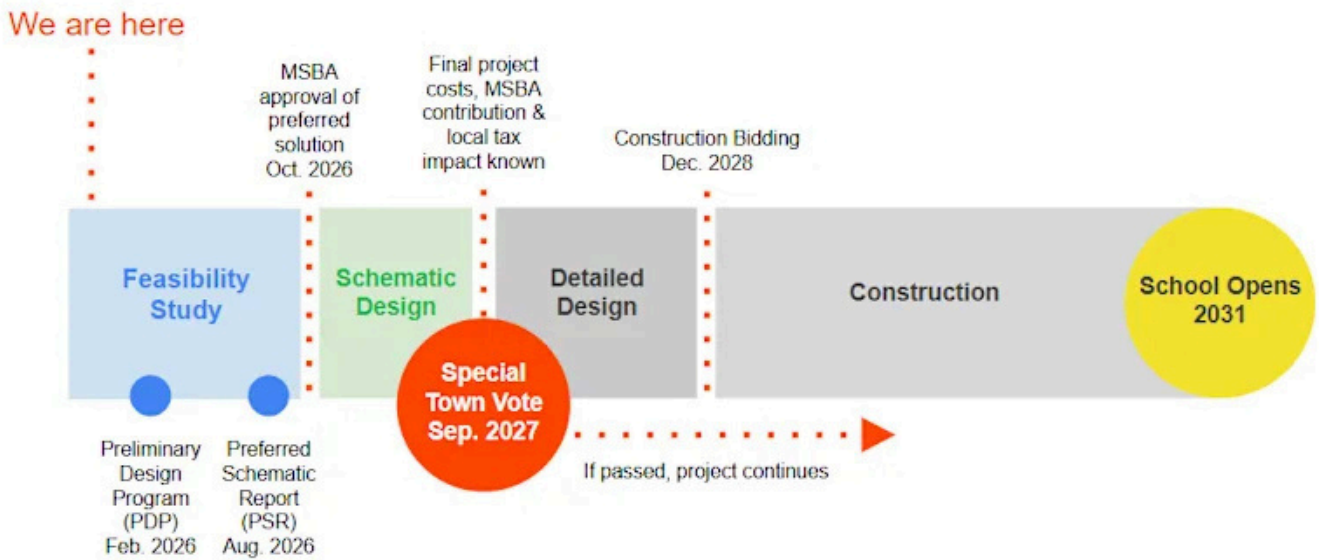 We are here
MSBA
approval of
preferred
solution
Oct. 2026
Final project
costs, MSBA
contribution &
local tax
impact known
Construction Bidding
Dec. 2028
Feasibility
Study
Schematic
Design
Detailed
Design
Construction
School Opens
2031
Special
Town Vote
Sep. 2027
Preliminary
Design
Program
(PDP)
Feb. 2026
Preferred
Schematic
Report
(PSR)
Aug. 2026
If passed, project continues